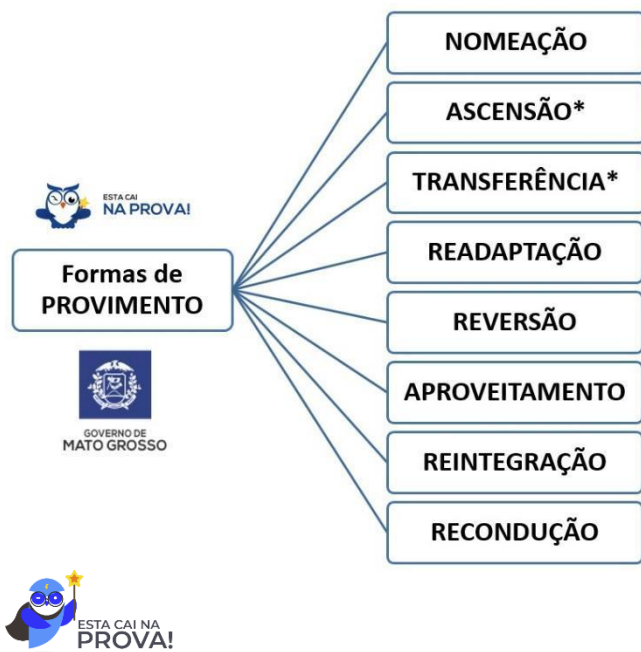 NOMEAÇÃO
ASCENSÃO*
TRANSFERÊNCIA*
ESTA CAI
NA PROVA!
READAPTAÇÃO
Formas de
PROVIMENTO
REVERSÃO
APROVEITAMENTO
GOVERNO DE
MATO GROSSO
REINTEGRAÇÃO
RECONDUÇÃO
ESTA CAI NA
PROVA!